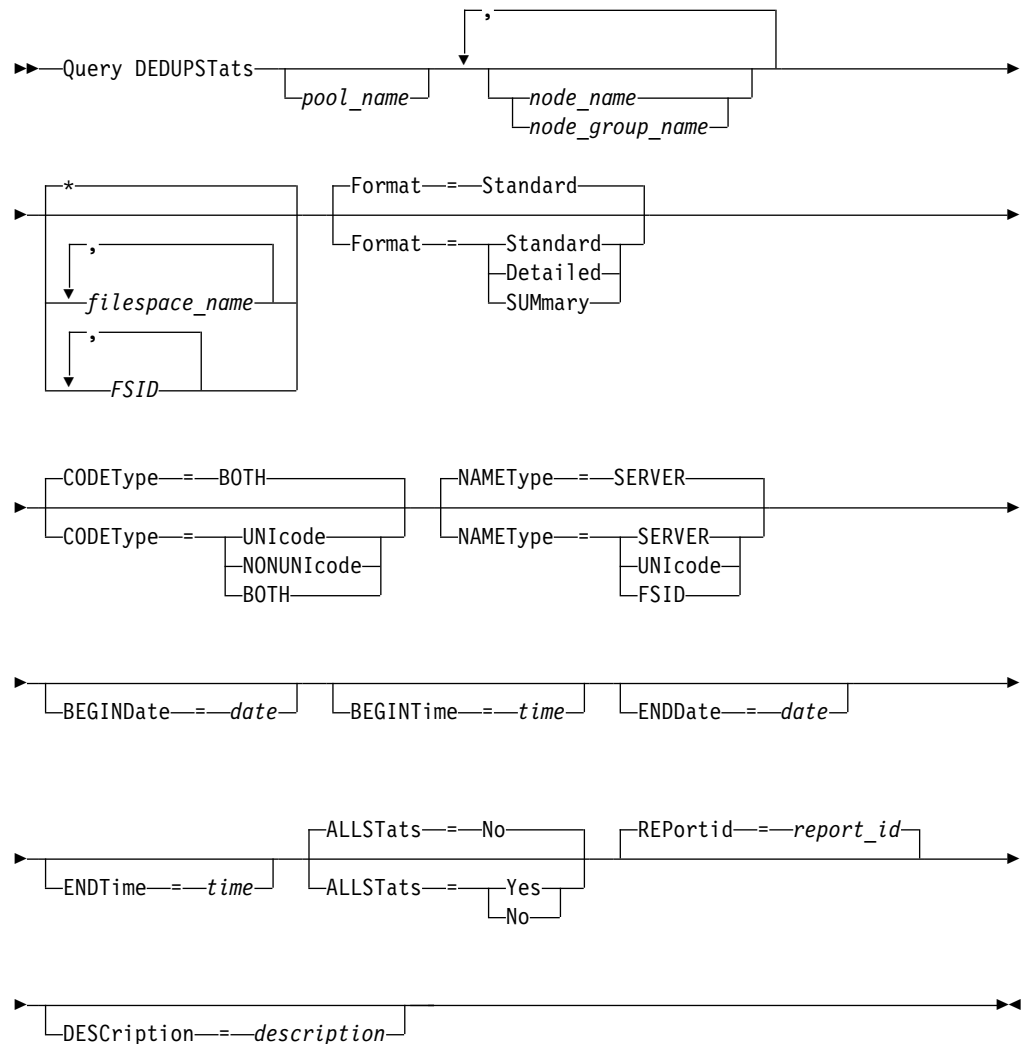 ,
Query DEDUPSTats
pool_name
node_name
node_group_name
*
,
filespace_name
,
FSID
Format = Standard
Format = Standard
Detailed
SUMmary
CODEType = BOTH
CODEType = UNIcode
NONUNIcode
BOTH
NAMEType = SERVER
NAMEType = SERVER
UNIcode
FSID
BEGINDate = date
BEGINTime = time
ENDDate = date
ENDTime = time
ALLSTats = No
ALLSTats = Yes
No
REPortid = report_id
DESCription = description